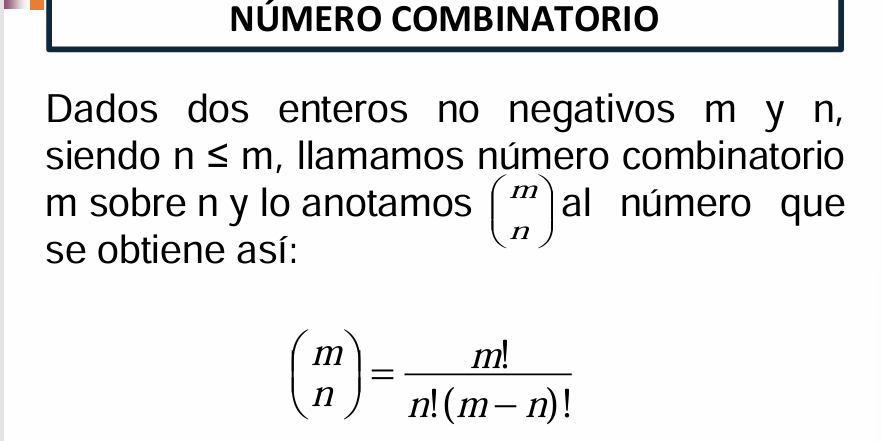 NÚMERO COMBINATORIO
Dados dos enteros no negativos m y n,
siendo n ≤ m, llamamos número combinatorio
m sobre n y lo anotamos (m n) al número que
se obtiene así:
(m n) = m! / n!(m – n)!